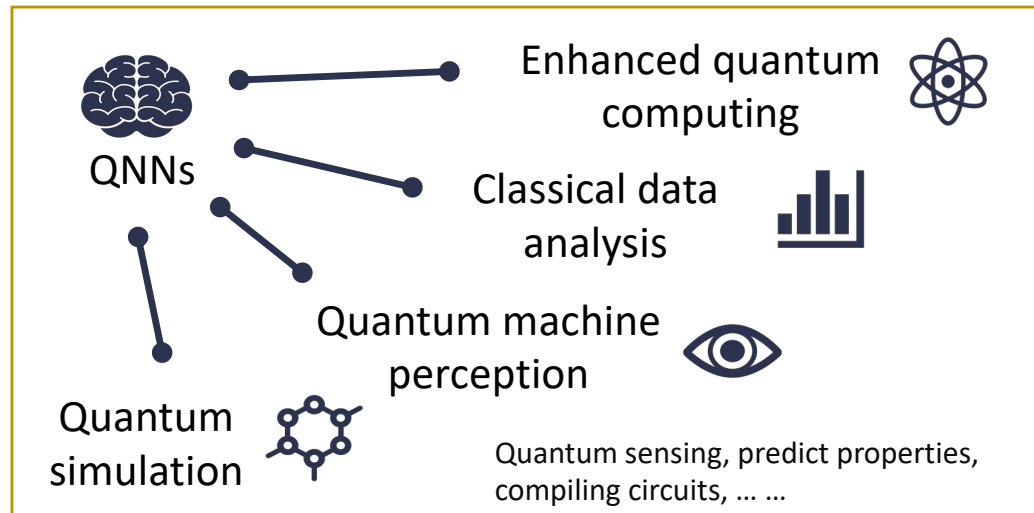 QNNs
Enhanced quantum
computing
Classical data
analysis
Quantum machine
perception
Quantum
simulation
Quantum sensing, predict properties,
compiling circuits, ... ...